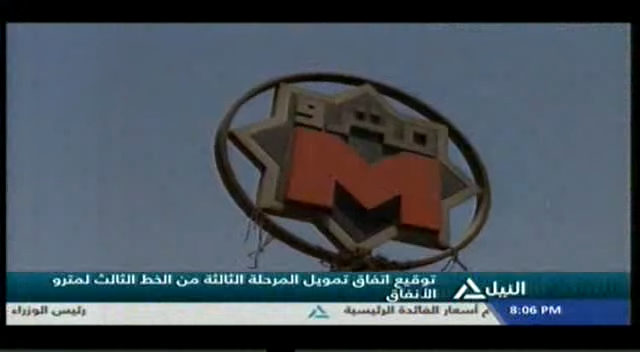 مترو
M
توقيع اتفاق تمويل المرحلة الثالثة من الخط الثالث لمترو
الأنفاق
النيل
أسعار الفائدة الرئيسية
رئيس الوزراء
8:06 PM